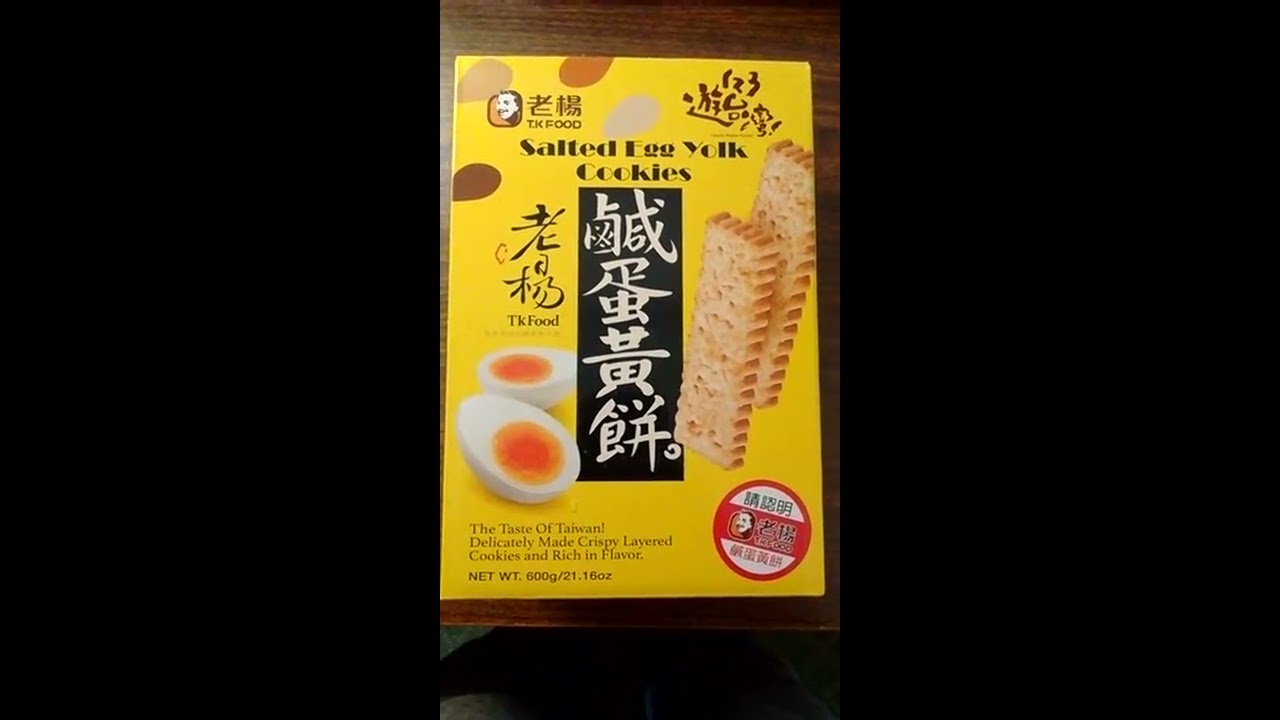 老楊
T.K FOOD
123
遊台灣!
Salted Egg Yolk
Cookies
老楊
TkFood
鹹蛋黃餅
The Taste Of Taiwan!
Delicately Made Crispy Layered
Cookies and Rich in Flavor.
NET WT. 600g/21.16oz
請認明
老楊
T.K FOOD
鹹蛋黃餅